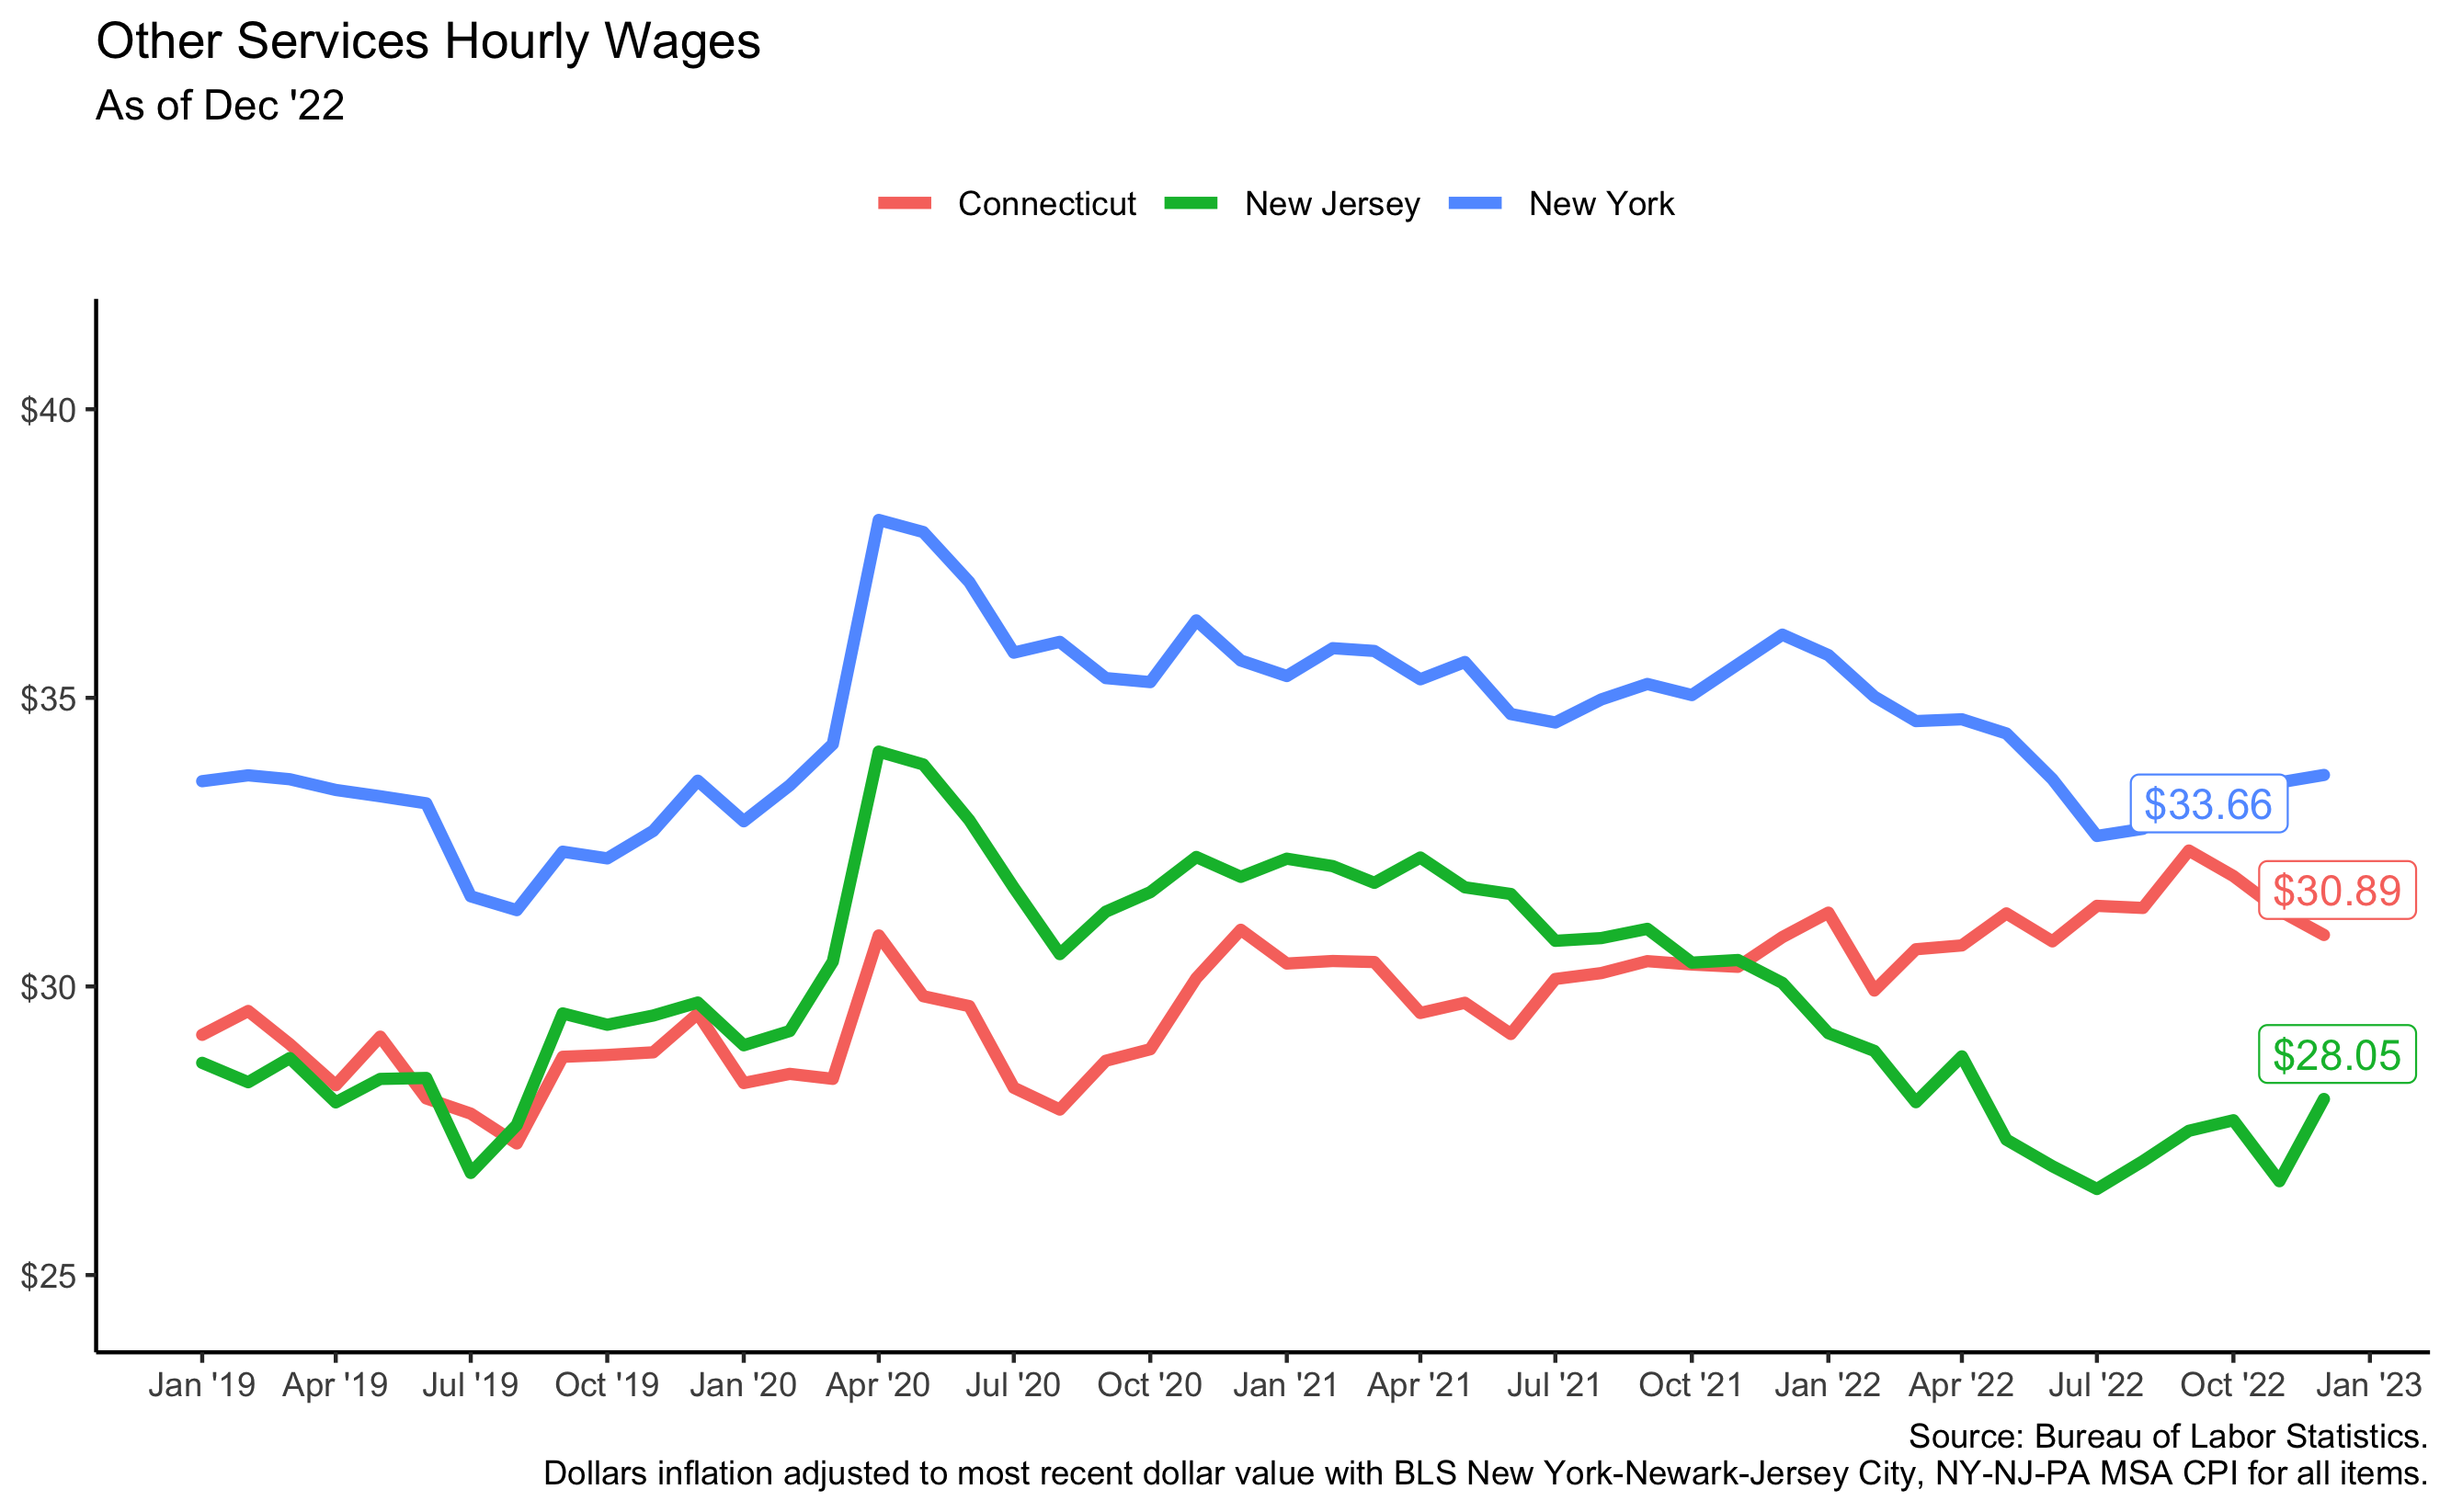 Other Services Hourly Wages
As of Dec '22
Connecticut New Jersey New York
$40
$35
$30
$25
$33.66
$30.89
$28.05
Jan '19 Apr '19 Jul '19 Oct '19 Jan '20 Apr '20 Jul '20 Oct '20 Jan '21 Apr '21 Jul '21 Oct '21 Jan '22 Apr '22 Jul '22 Oct '22 Jan '23
Source: Bureau of Labor Statistics.
Dollars inflation adjusted to most recent dollar value with BLS New York-Newark-Jersey City, NY-NJ-PA MSA CPI for all items.